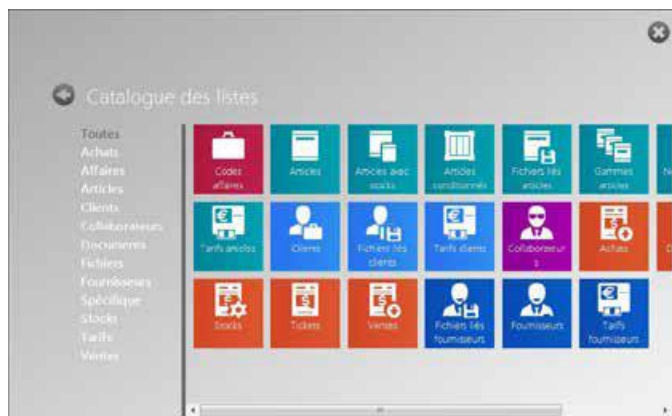 Catalogue des listes
Toutes
Achats
Affaires
Articles
Clients
Collaborateurs
Documents
Fichiers
Fournisseurs
Spécifique
Stocks
Tarifs
Ventes
Codes
affaires
Articles
Articles avec
stocks
Articles
conditionnés
Fichiers liés
articles
Gammes
articles
Tarifs articles
Clients
Fichiers liés
clients
Tarifs clients
Collaborateur
s
Achats
Stocks
Tickets
Ventes
Fichiers liés
fournisseurs
Fournisseurs
Tarifs
fournisseurs